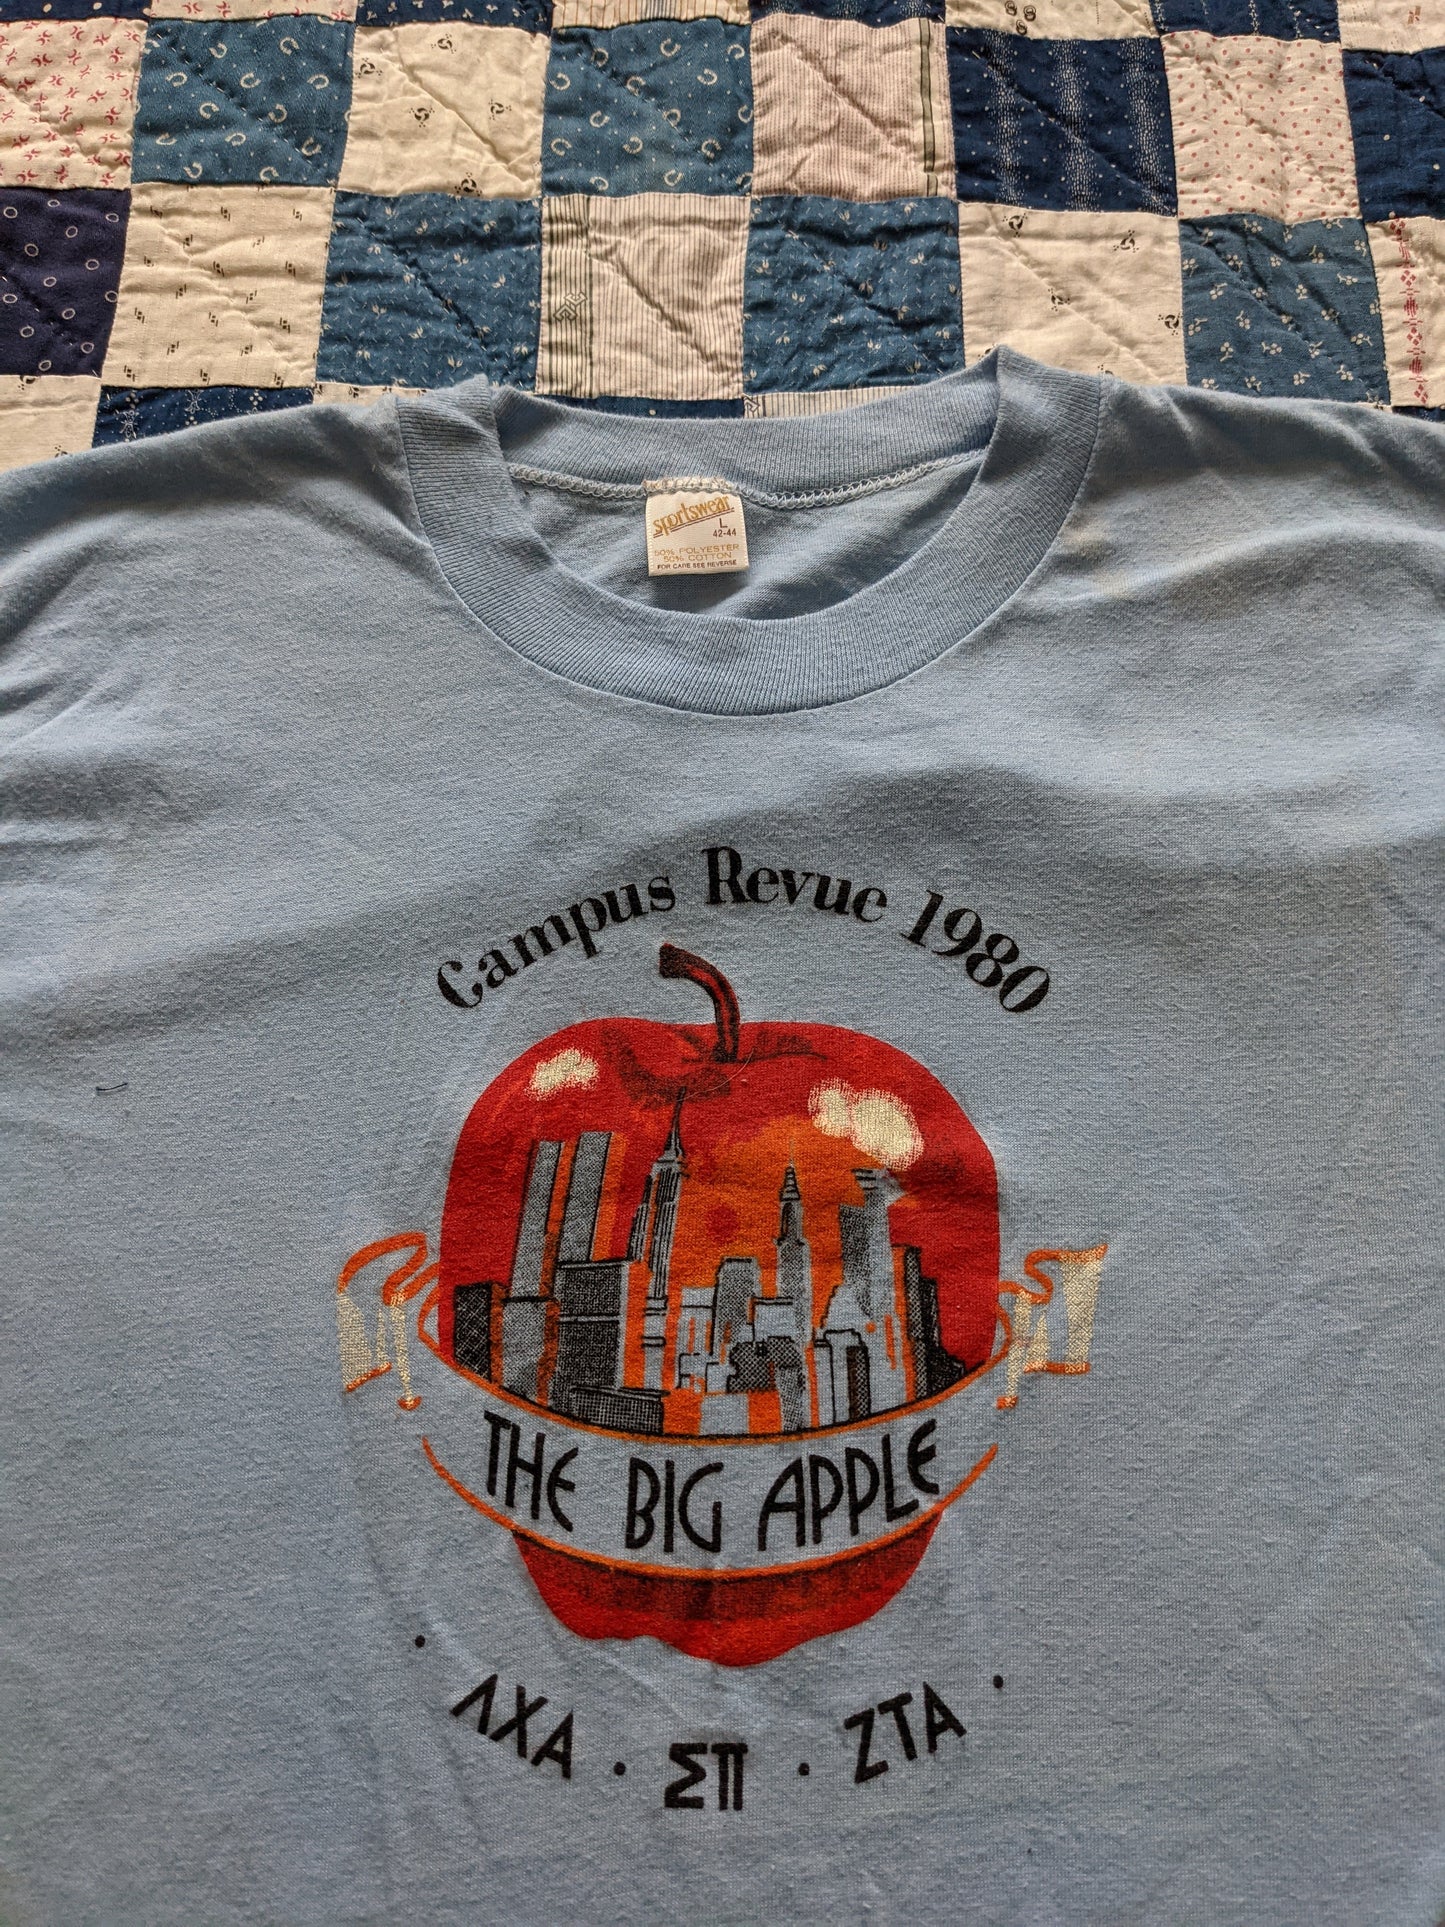 Sportswear
L
42-44
50% POLYESTER
50% COTTON
FOR CARE SEE REVERSE
Campus Revue 1980
THE BIG APPLE
• ΛΧΑ • ΣΠ • ΖΤΑ •